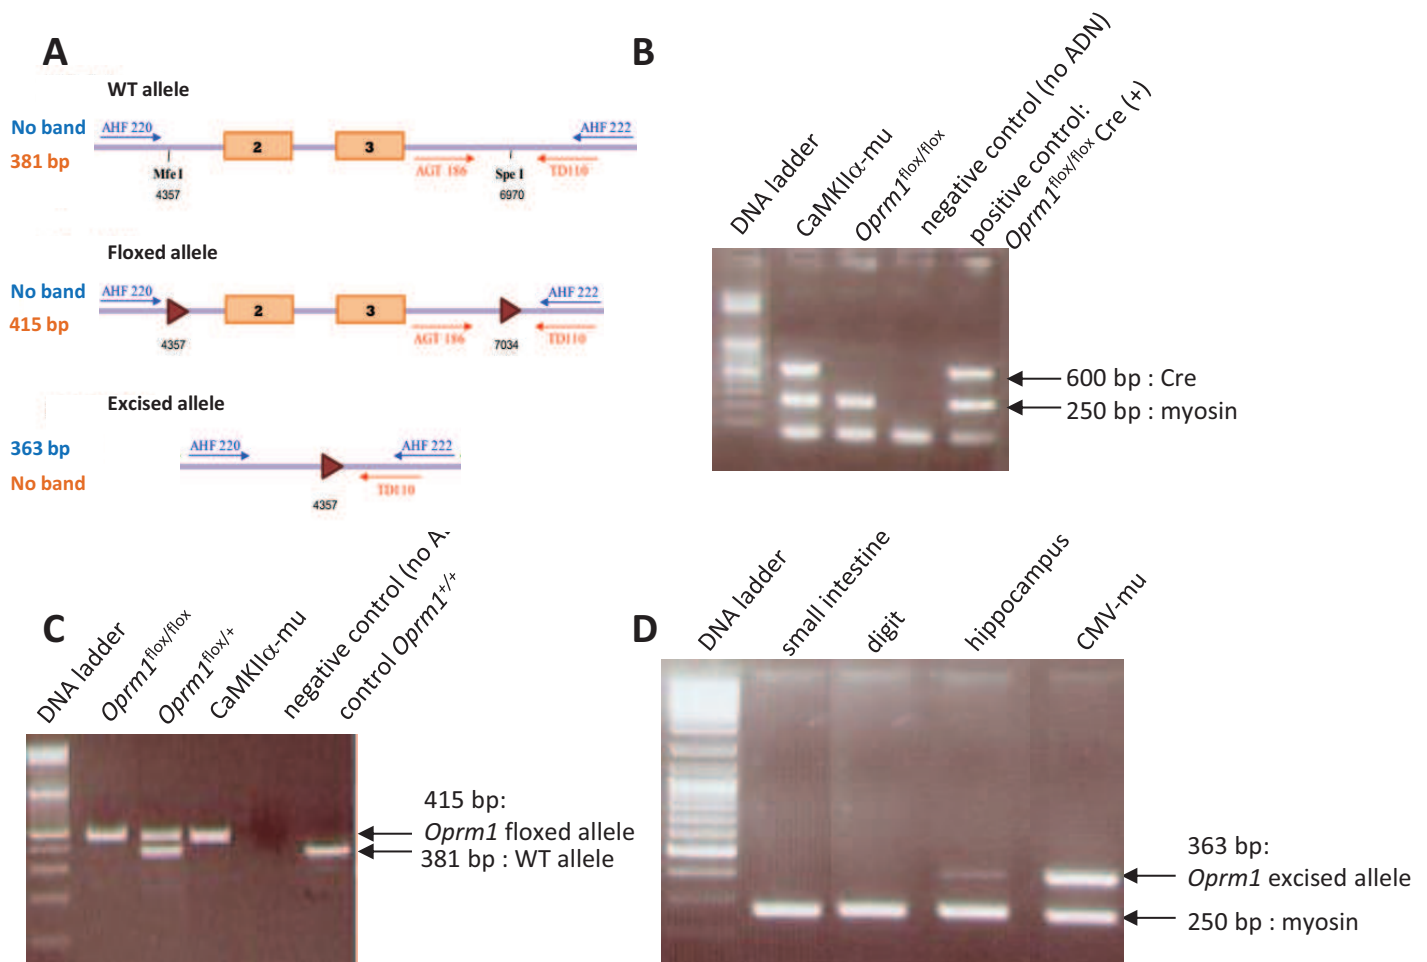 A
WT allele
No band
381 bp
AHF 220
AHF 222
2
3
Mfe I
4357
AGT 186
Spe I
6970
TD110
Floxed allele
No band
415 bp
AHF 220
AHF 222
2
3
4357
AGT 186
7034
TD110
Excised allele
363 bp
No band
AHF 220
AHF 222
4357
TD110
B
DNA ladder
CaMKIIα-mu
Oprm1flox/flox
negative control (no ADN)
positive control:
Oprm1flox/flox Cre (+)
600 bp : Cre
250 bp : myosin
C
DNA ladder
Oprm1flox/flox
Oprm1flox/+
CaMKIIα-mu
negative control (no
control Oprm1+/+
415 bp:
Oprm1 floxed allele
381 bp : WT allele
D
DNA ladder
small intestine
digit
hippocampus
CMV-mu
363 bp:
Oprm1 excised allele
250 bp : myosin